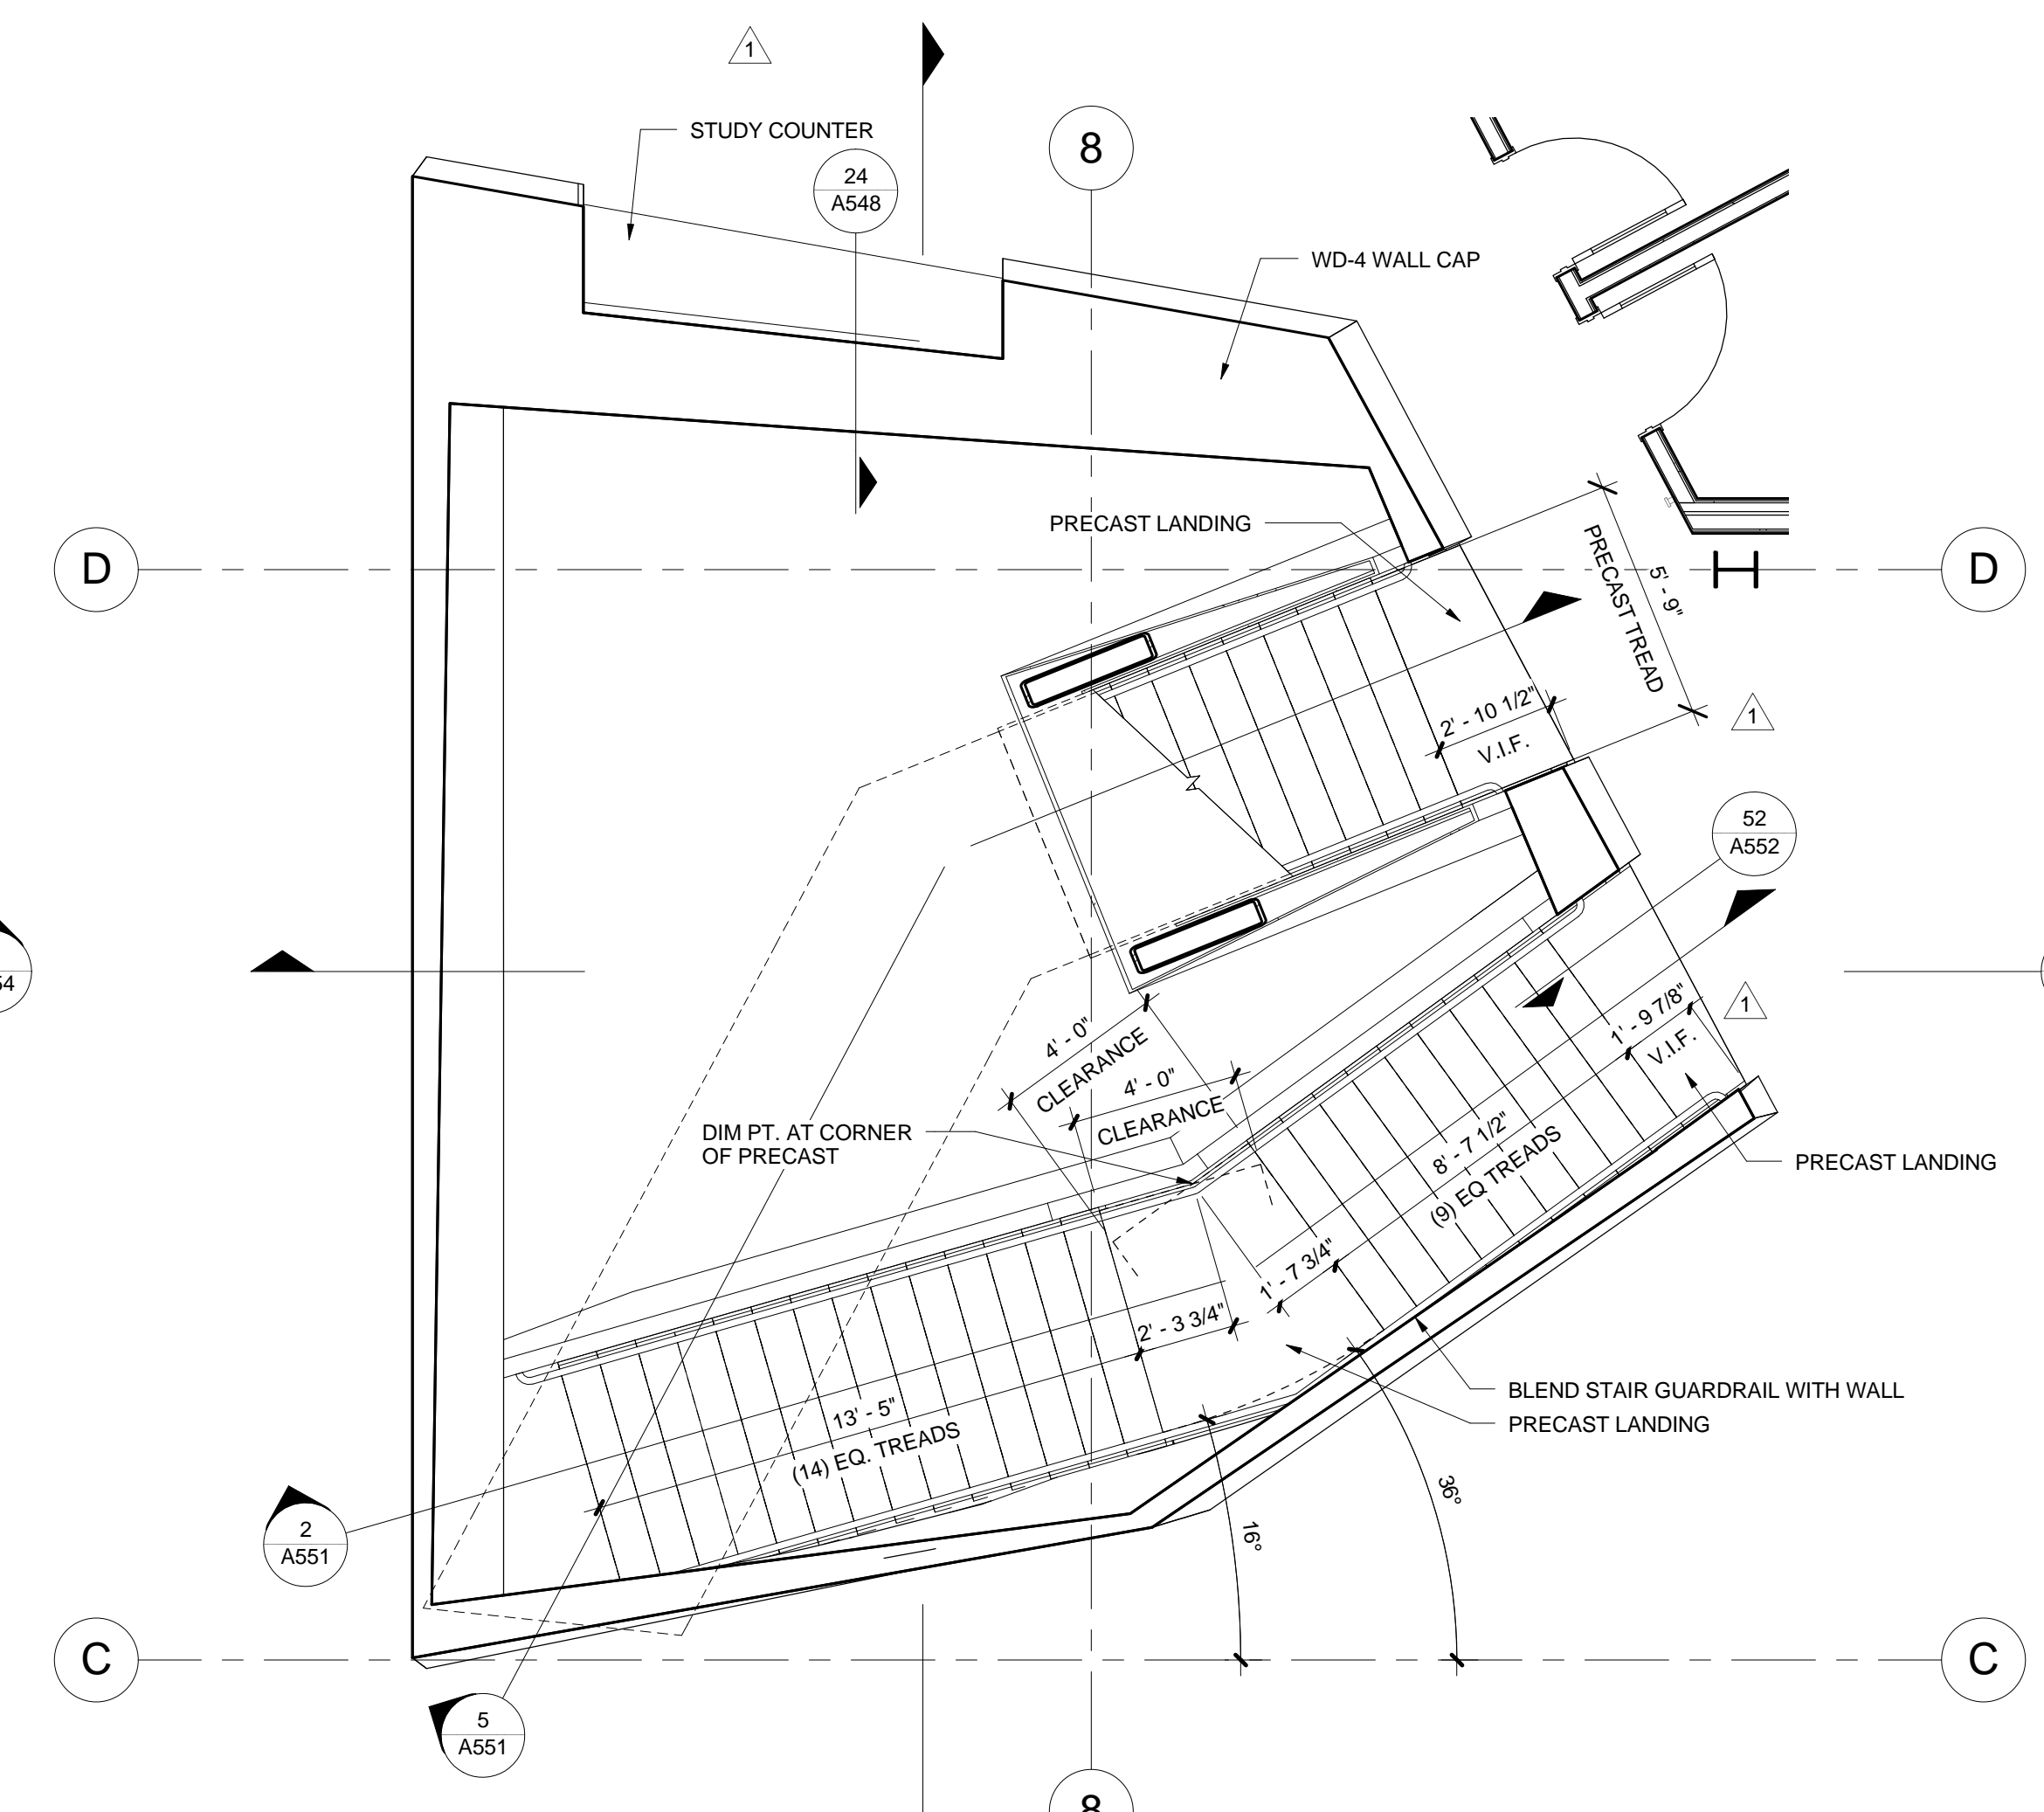 1
STUDY COUNTER
8
24
A548
WD-4 WALL CAP
PRECAST LANDING
D
D
5' - 9"
PRECAST TREAD
2' - 10 1/2"
V.I.F.
1
52
A552
54
4' - 0"
CLEARANCE
4' - 0"
CLEARANCE
1' - 9 7/8"
V.I.F.
1
DIM PT. AT CORNER
OF PRECAST
8' - 7 1/2"
(9) EQ TREADS
PRECAST LANDING
1' - 7 3/4"
2' - 3 3/4"
13' - 5"
(14) EQ. TREADS
BLEND STAIR GUARDRAIL WITH WALL
PRECAST LANDING
36°
16°
2
A551
C
C
5
A551
8